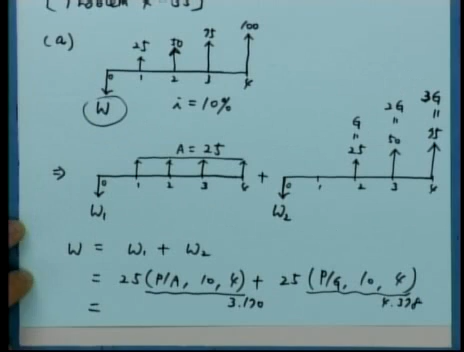 (a)
25 50 75 100
0 1 2 3 4
W i = 10%
3G
2G =
G = =
A = 25 25 50 75
⇒ 0 1 2 3 4 + 0 1 2 3 4
W₁ W₂
W = W₁ + W₂
= 25 (P/A, 10, 4) + 25 (P/G, 10, 4)
= 3.170 4.378